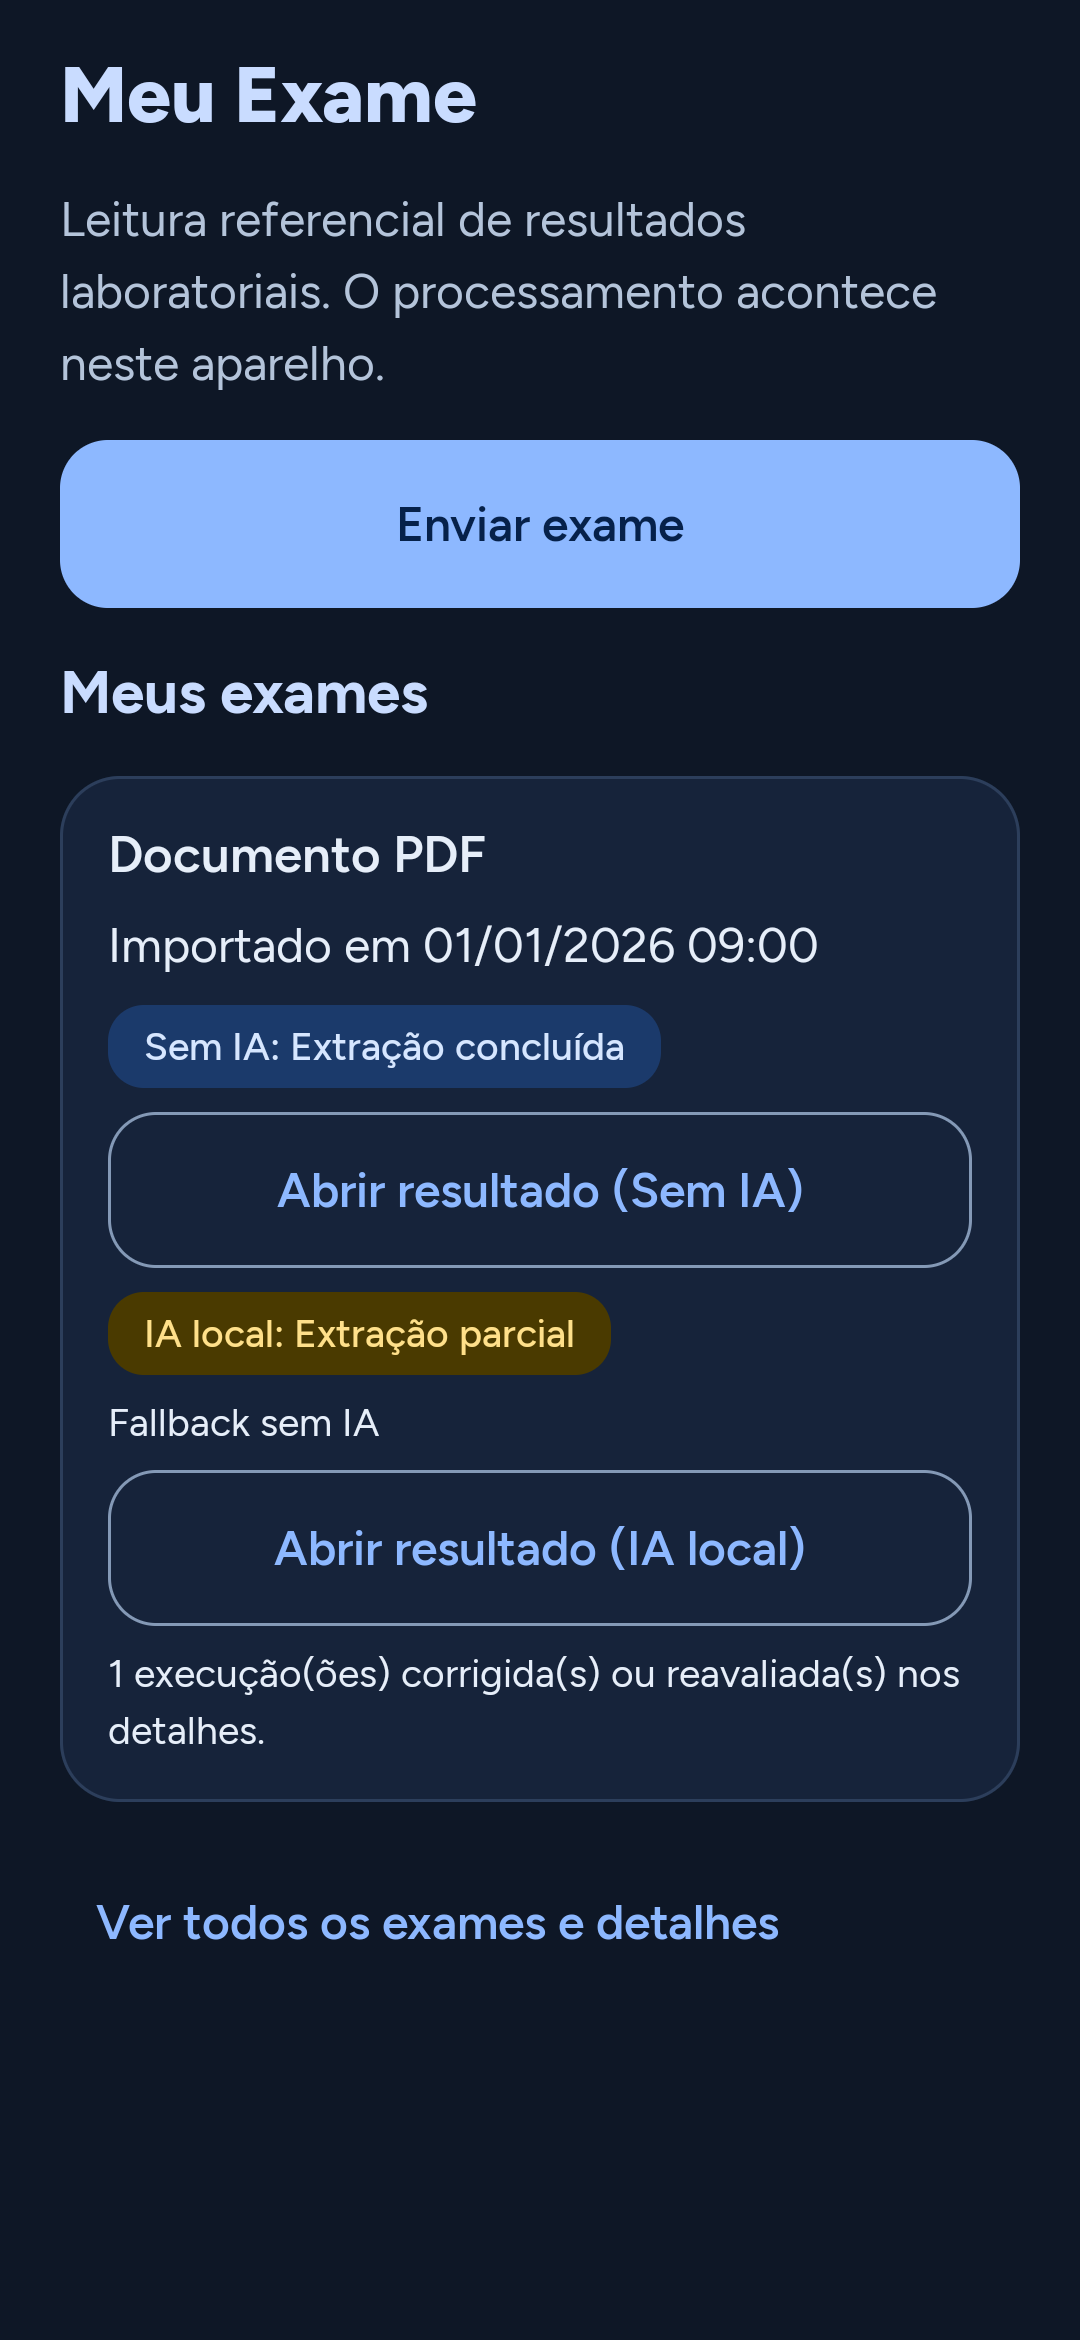 Meu Exame
Leitura referencial de resultados
laboratoriais. O processamento acontece
neste aparelho.
Enviar exame
Meus exames
Documento PDF
Importado em 01/01/2026 09:00
Sem IA: Extração concluída
Abrir resultado (Sem IA)
IA local: Extração parcial
Fallback sem IA
Abrir resultado (IA local)
1 execução(ões) corrigida(s) ou reavaliada(s) nos
detalhes.
Ver todos os exames e detalhes